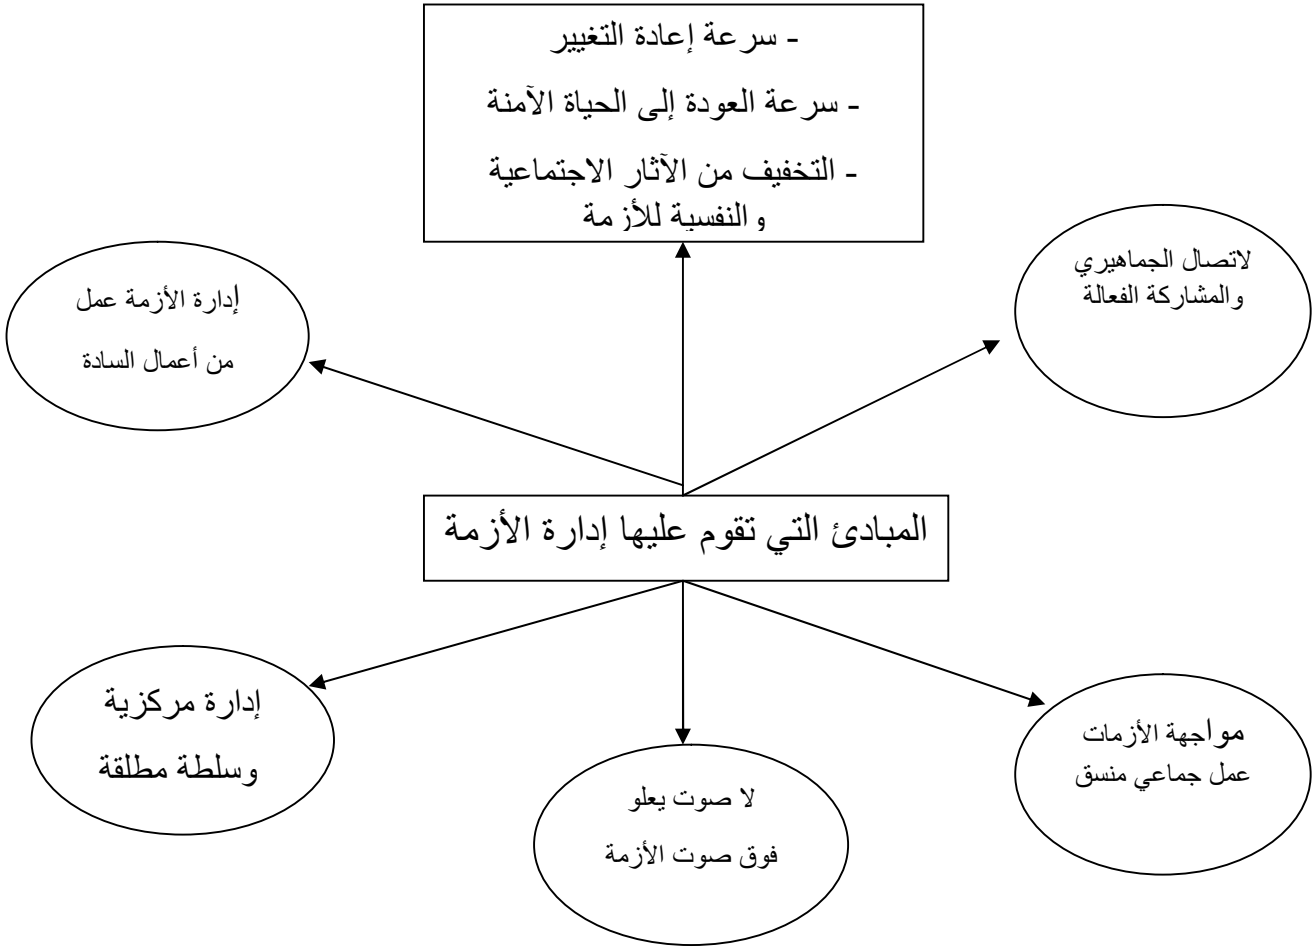 - سرعة إعادة التغيير
- سرعة العودة إلى الحياة الآمنة
- التخفيف من الآثار الاجتماعية
والنفسية للأزمة
لاتصال الجماهيري
والمشاركة الفعالة
إدارة الأزمة عمل
من أعمال السادة
المبادئ التي تقوم عليها إدارة الأزمة
مواجهة الأزمات
عمل جماعي منسق
لا صوت يعلو
فوق صوت الأزمة
إدارة مركزية
وسلطة مطلقة